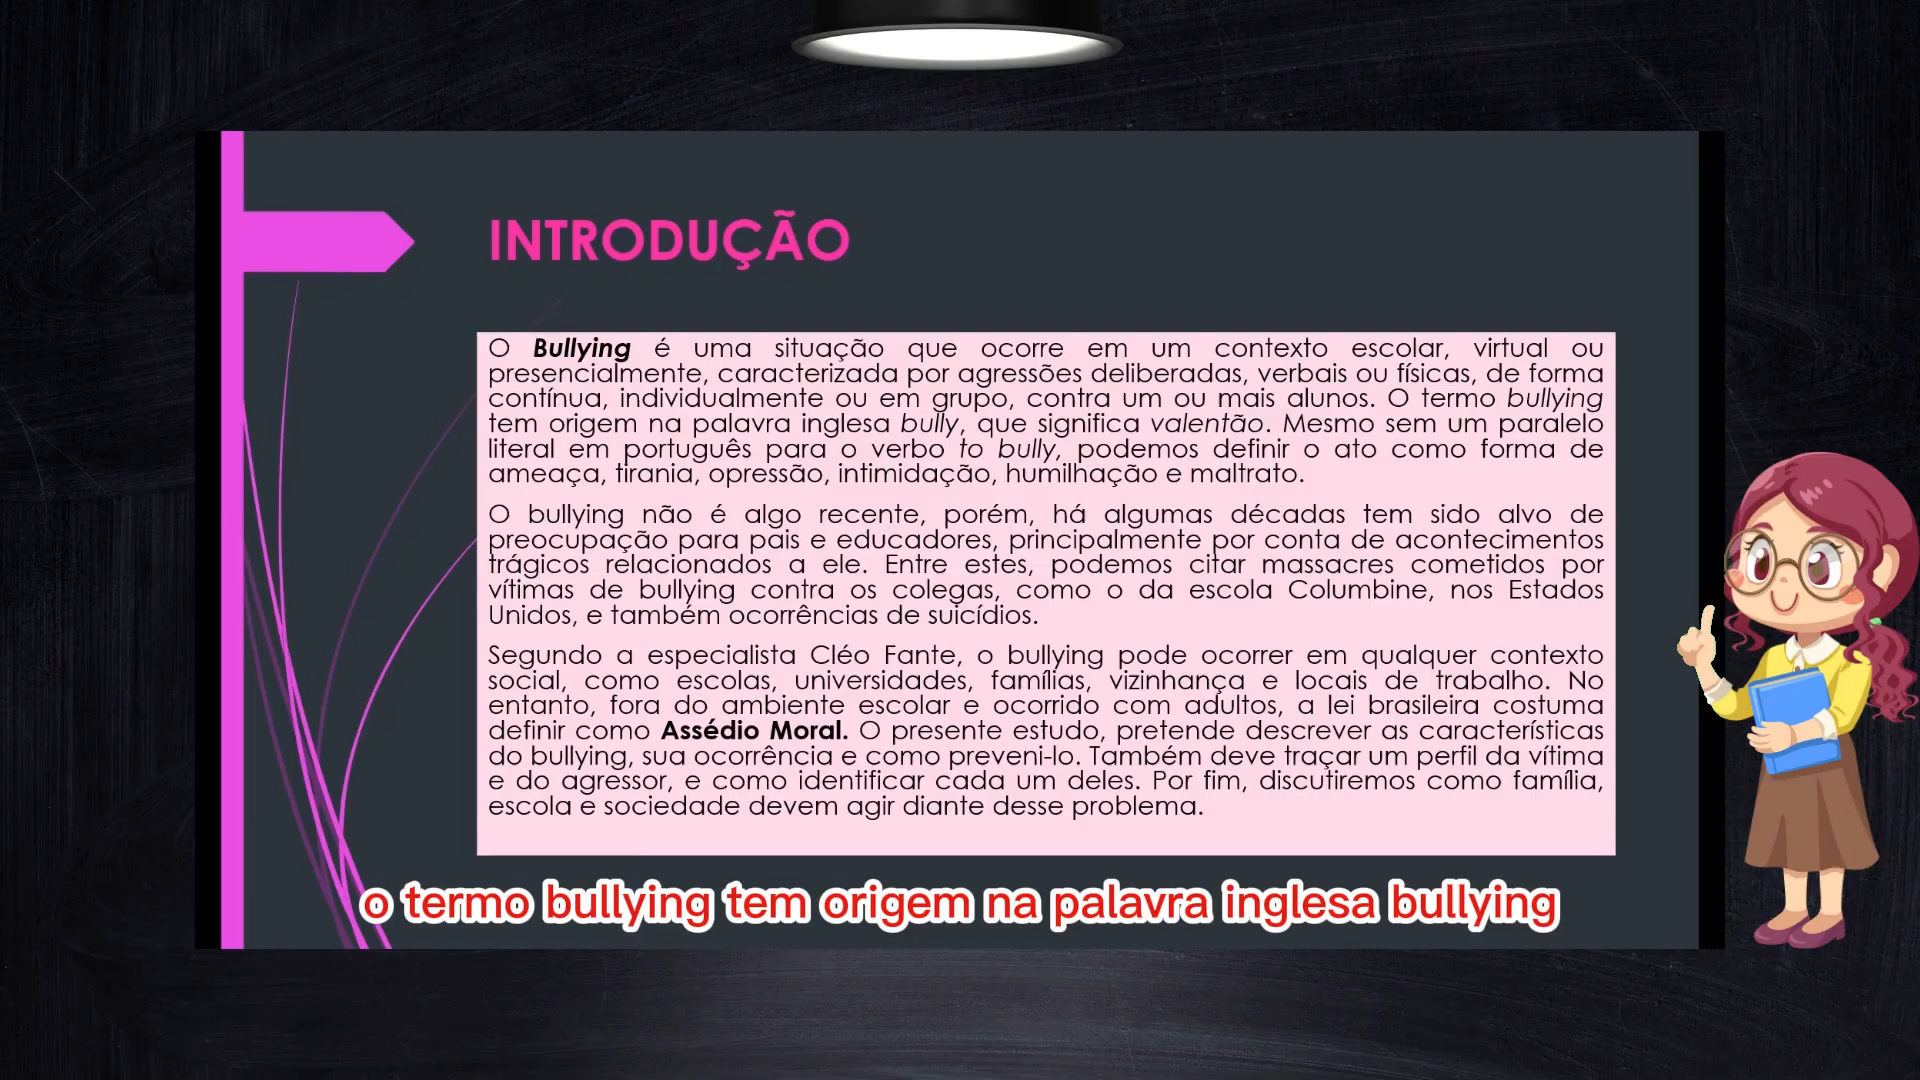 INTRODUÇÃO
O Bullying é uma situação que ocorre em um contexto escolar, virtual ou
presencialmente, caracterizada por agressões deliberadas, verbais ou físicas, de forma
contínua, individualmente ou em grupo, contra um ou mais alunos. O termo bullying
tem origem na palavra inglesa bully, que significa valentão. Mesmo sem um paralelo
literal em português para o verbo to bully, podemos definir o ato como forma de
ameaça, tirania, opressão, intimidação, humilhação e maltrato.
O bullying não é algo recente, porém, há algumas décadas tem sido alvo de
preocupação para pais e educadores, principalmente por conta de acontecimentos
trágicos relacionados a ele. Entre estes, podemos citar massacres cometidos por
vítimas de bullying contra os colegas, como o da escola Columbine, nos Estados
Unidos, e também ocorrências de suicídios.
Segundo a especialista Cléo Fante, o bullying pode ocorrer em qualquer contexto
social, como escolas, universidades, famílias, vizinhança e locais de trabalho. No
entanto, fora do ambiente escolar e ocorrido com adultos, a lei brasileira costuma
definir como Assédio Moral. O presente estudo, pretende descrever as características
do bullying, sua ocorrência e como preveni-lo. Também deve traçar um perfil da vítima
e do agressor, e como identificar cada um deles. Por fim, discutiremos como família,
escola e sociedade devem agir diante desse problema.
o termo bullying tem origem na palavra inglesa bullying